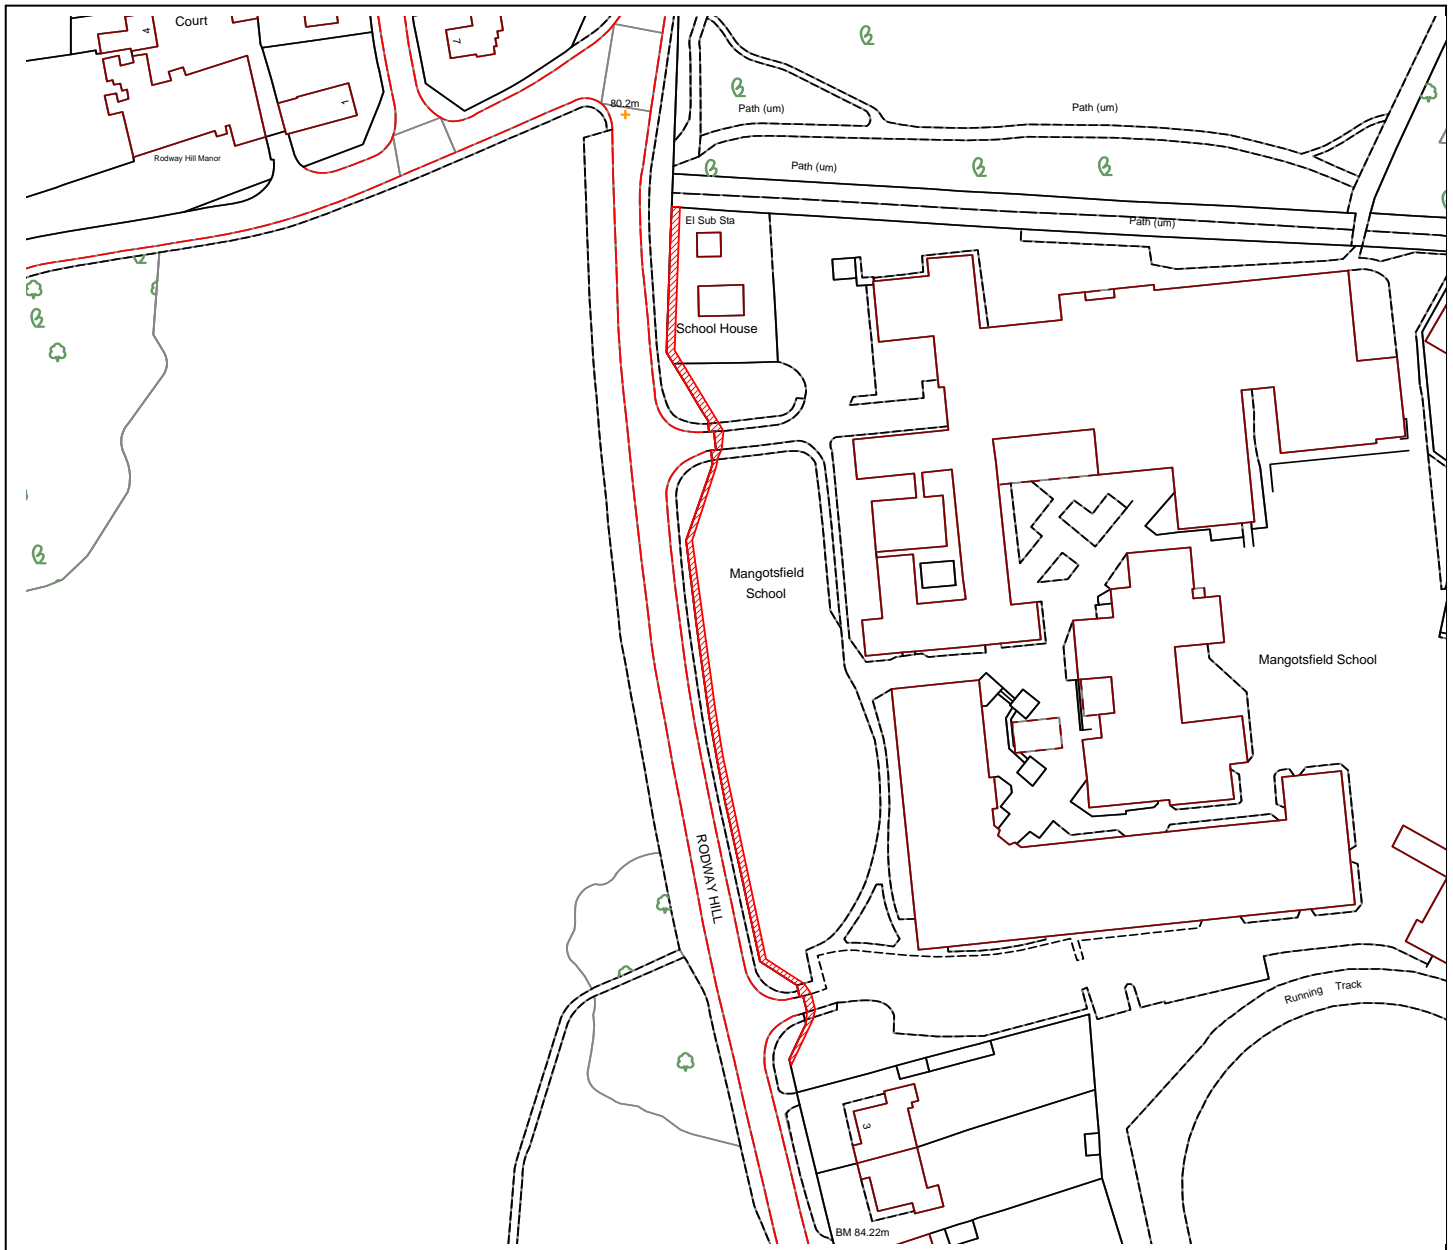 Court
4
7
1
80.2m
Path (um)
Path (um)
Rodway Hill Manor
Path (um)
El Sub Sta
Path (um)
School House
Mangotsfield
School
Mangotsfield School
RODWAY HILL
Running Track
3
BM 84.22m